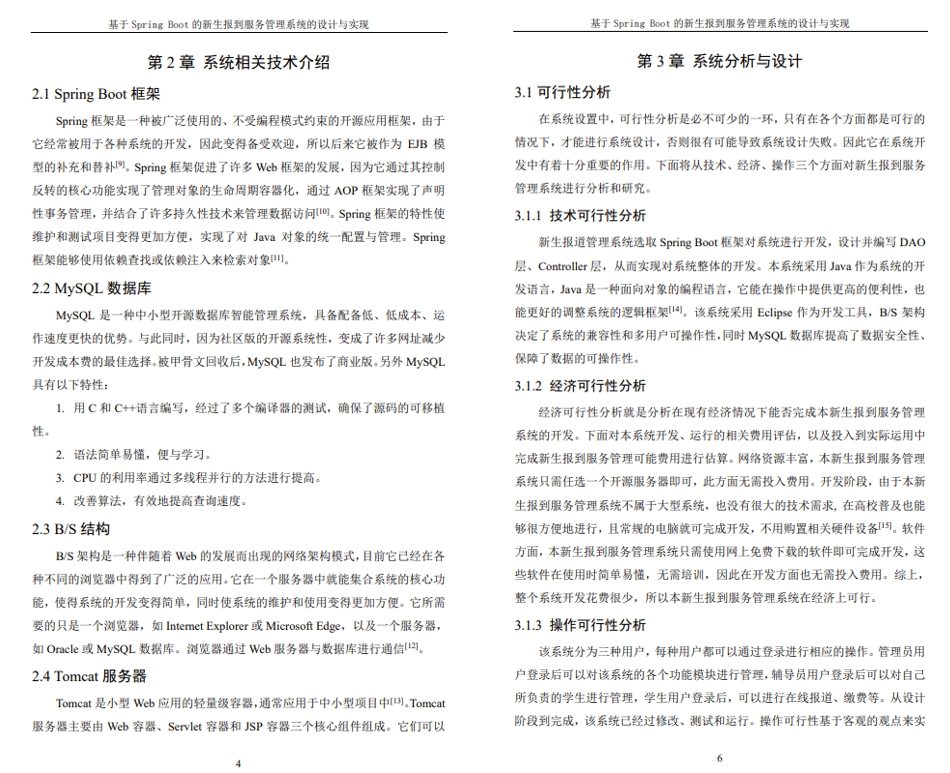 基于 Spring Boot 的新生报到服务管理系统的设计与实现
第 2 章 系统相关技术介绍
2.1 Spring Boot 框架
Spring 框架是一种被广泛使用的、不受编程模式约束的开源应用框架，由于
它经常被用于各种系统的开发，因此变得备受欢迎，所以后来它被作为 EJB 模
型的补充和替补[9]。Spring 框架促进了许多 Web 框架的发展，因为它通过其控制
反转的核心功能实现了管理对象的生命周期容器化，通过 AOP 框架实现了声明
性事务管理，并结合了许多持久性技术来管理数据访问[10]。Spring 框架的特性使
维护和测试项目变得更加方便，实现了对 Java 对象的统一配置与管理。Spring
框架能够使用依赖查找或依赖注入来检索对象[11]。
2.2 MySQL 数据库
MySQL 是一种中小型开源数据库智能管理系统，具备配备低、低成本、运
作速度更快的优势。与此同时，因为社区版的开源系统性，变成了许多网址减少
开发成本费的最佳选择。被甲骨文回收后，MySQL 也发布了商业版。另外 MySQL
具有以下特性：
1. 用 C 和 C++语言编写，经过了多个编译器的测试，确保了源码的可移植
性。
2. 语法简单易懂，便与学习。
3. CPU 的利用率通过多线程并行的方法进行提高。
4. 改善算法，有效地提高查询速度。
2.3 B/S 结构
B/S 架构是一种伴随着 Web 的发展而出现的网络架构模式，目前它已经在各
种不同的浏览器中得到了广泛的应用。它在一个服务器中就能集合系统的核心功
能，使得系统的开发变得简单，同时使系统的维护和使用变得更加方便。它所需
要的只是一个浏览器，如 Internet Explorer 或 Microsoft Edge，以及一个服务器，
如 Oracle 或 MySQL 数据库。浏览器通过 Web 服务器与数据库进行通信[12]。
2.4 Tomcat 服务器
Tomcat 是小型 Web 应用的轻量级容器，通常应用于中小型项目中[13]。Tomcat
服务器主要由 Web 容器、Servlet 容器和 JSP 容器三个核心组件组成。它们可以
4
基于 Spring Boot 的新生报到服务管理系统的设计与实现
第 3 章 系统分析与设计
3.1 可行性分析
在系统设置中，可行性分析是必不可少的一环，只有在各个方面都是可行的
情况下，才能进行系统设计，否则很有可能导致系统设计失败。因此它在系统开
发中有着十分重要的作用。下面将从技术、经济、操作三个方面对新生报到服务
管理系统进行分析和研究。
3.1.1 技术可行性分析
新生报道管理系统选取 Spring Boot 框架对系统进行开发，设计并编写 DAO
层、Controller 层，从而实现对系统整体的开发。本系统采用 Java 作为系统的开
发语言，Java 是一种面向对象的编程语言，它能在操作中提供更高的便利性，也
能更好的调整系统的逻辑框架[14]。该系统采用 Eclipse 作为开发工具，B/S 架构
决定了系统的兼容性和多用户可操作性，同时 MySQL 数据库提高了数据安全性、
保障了数据的可操作性。
3.1.2 经济可行性分析
经济可行性分析就是分析在现有经济情况下能否完成本新生报到服务管理
系统的开发。下面对本系统开发、运行的相关费用评估，以及投入到实际运用中
完成新生报到服务管理可能费用进行估算。网络资源丰富，本新生报到服务管理
系统只需任选一个开源服务器即可，此方面无需投入费用。开发阶段，由于本新
生报到服务管理系统不属于大型系统，也没有很大的技术需求, 在高校普及也能
够很方便地进行，且常规的电脑就可完成开发，不用购置相关硬件设备[15]。软件
方面，本新生报到服务管理系统只需使用网上免费下载的软件即可完成开发，这
些软件在使用时简单易懂，无需培训，因此在开发方面也无需投入费用。综上，
整个系统开发花费很少，所以本新生报到服务管理系统在经济上可行。
3.1.3 操作可行性分析
该系统分为三种用户，每种用户都可以通过登录进行相应的操作。管理员用
户登录后可以对该系统的各个功能模块进行管理，辅导员用户登录后可以对自己
所负责的学生进行管理，学生用户登录后，可以进行在线报道、缴费等。从设计
阶段到完成，该系统已经过修改、测试和运行。操作可行性基于客观的观点来实
6